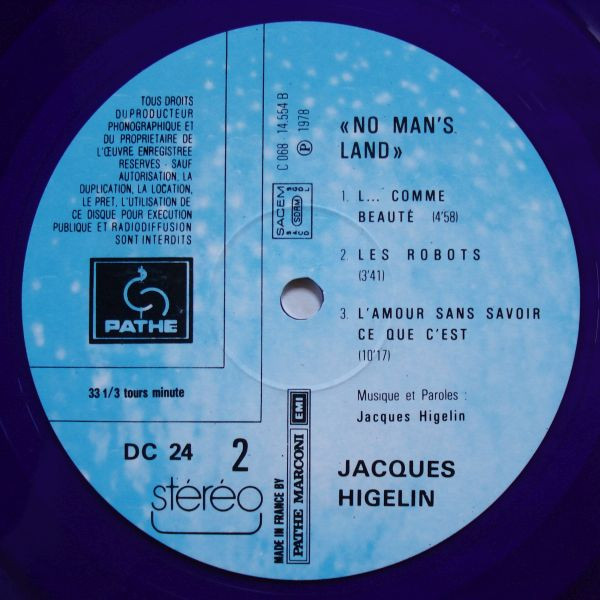 TOUS DROITS
DU PRODUCTEUR
PHONOGRAPHIQUE ET
DU PROPRIETAIRE DE
L'ŒUVRE ENREGISTREE
RESERVES - SAUF
AUTORISATION, LA
DUPLICATION, LA LOCATION,
LE PRET, L'UTILISATION DE
CE DISQUE POUR EXECUTION
PUBLIQUE ET RADIODIFFUSION
SONT INTERDITS
PATHE
33 1/3 tours minute
DC 24 2
stéréo
C 068 14.554 B
Ⓟ 1978
SACEM
SDRM
SACD
SGDL
MADE IN FRANCE BY
PATHE MARCONI EMI
«NO MAN'S
LAND»
1. L... COMME
BEAUTÉ (4'58)
2. LES ROBOTS
(3'41)
3. L'AMOUR SANS SAVOIR
CE QUE C'EST
(10'17)
Musique et Paroles :
Jacques Higelin
JACQUES
HIGELIN